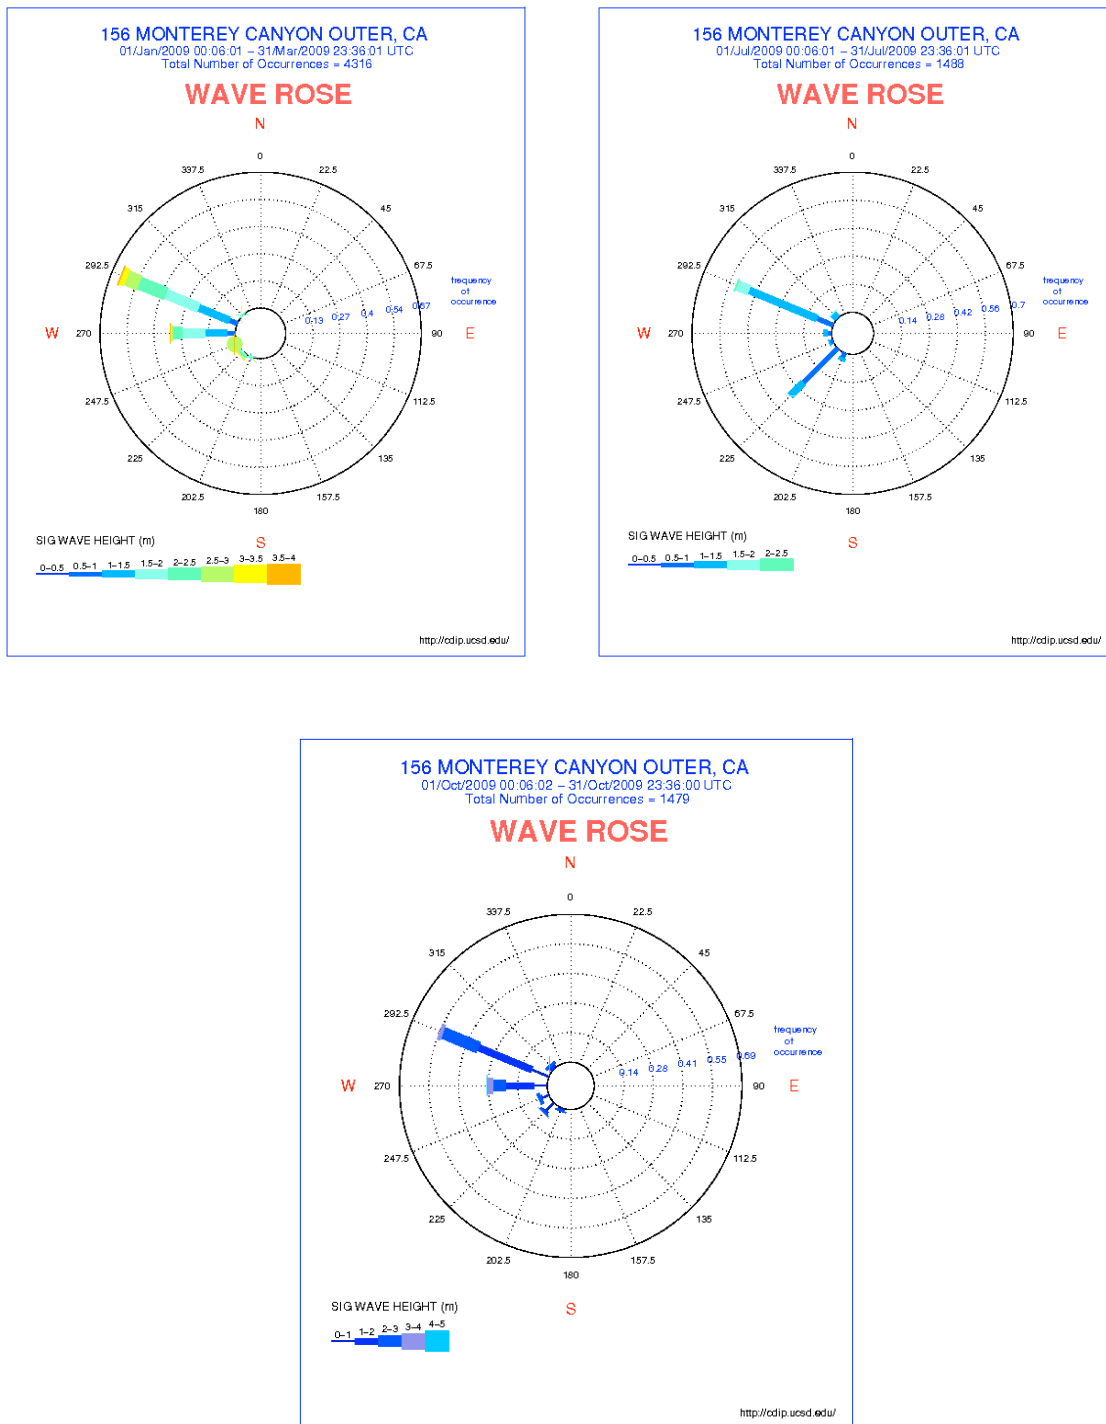 156 MONTEREY CANYON OUTER, CA
01/Jan/2009 00:06:01 – 31/Mar/2009 23:36:01 UTC
Total Number of Occurrences = 4316
WAVE ROSE
N
0
337.5 22.5
315 45
292.5 67.5
frequency
of
occurrence
0.13 0.27 0.4 0.54 0.67
W 270 90 E
247.5 112.5
225 135
202.5 157.5
180
S
SIG WAVE HEIGHT (m)
0–0.5 0.5–1 1–1.5 1.5–2 2–2.5 2.5–3 3–3.5 3.5–4
http://cdip.ucsd.edu/
156 MONTEREY CANYON OUTER, CA
01/Jul/2009 00:06:01 – 31/Jul/2009 23:36:01 UTC
Total Number of Occurrences = 1488
WAVE ROSE
N
0
337.5 22.5
315 45
292.5 67.5
frequency
of
occurrence
0.14 0.28 0.42 0.56 0.7
W 270 90 E
247.5 112.5
225 135
202.5 157.5
180
S
SIG WAVE HEIGHT (m)
0–0.5 0.5–1 1–1.5 1.5–2 2–2.5
http://cdip.ucsd.edu/
156 MONTEREY CANYON OUTER, CA
01/Oct/2009 00:06:02 – 31/Oct/2009 23:36:00 UTC
Total Number of Occurrences = 1479
WAVE ROSE
N
0
337.5 22.5
315 45
292.5 67.5
frequency
of
occurrence
0.14 0.28 0.41 0.55 0.69
W 270 90 E
247.5 112.5
225 135
202.5 157.5
180
S
SIG WAVE HEIGHT (m)
0–1 1–2 2–3 3–4 4–5
http://cdip.ucsd.edu/